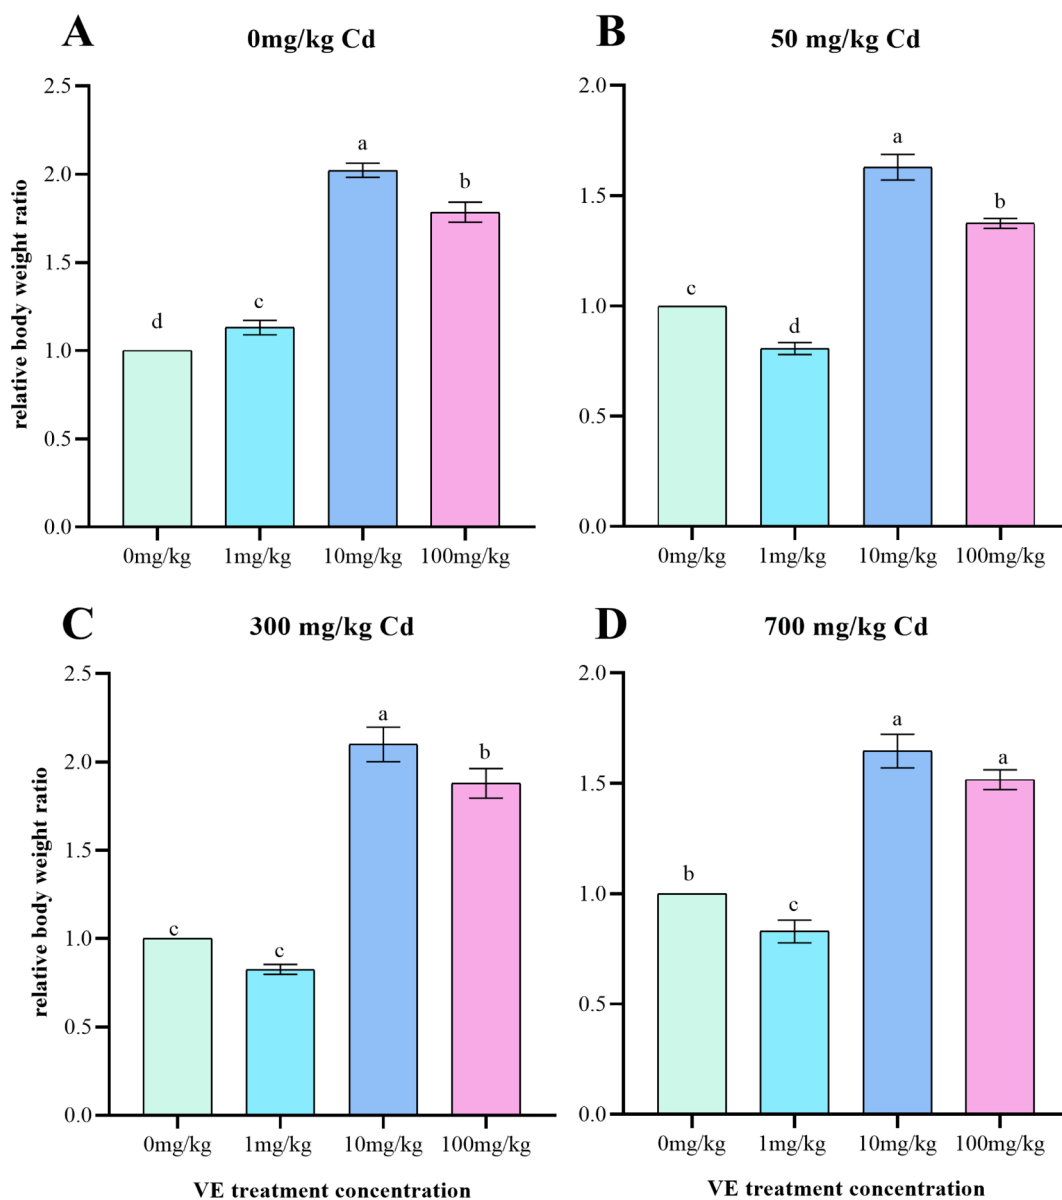 A
0mg/kg Cd
relative body weight ratio
2.5
2.0
1.5
1.0
0.5
0.0
d
c
a
b
0mg/kg
1mg/kg
10mg/kg
100mg/kg
B
50 mg/kg Cd
2.0
1.5
1.0
0.5
0.0
c
d
a
b
0mg/kg
1mg/kg
10mg/kg
100mg/kg
C
300 mg/kg Cd
relative body weight ratio
2.5
2.0
1.5
1.0
0.5
0.0
c
c
a
b
0mg/kg
1mg/kg
10mg/kg
100mg/kg
VE treatment concentration
D
700 mg/kg Cd
2.0
1.5
1.0
0.5
0.0
b
c
a
a
0mg/kg
1mg/kg
10mg/kg
100mg/kg
VE treatment concentration